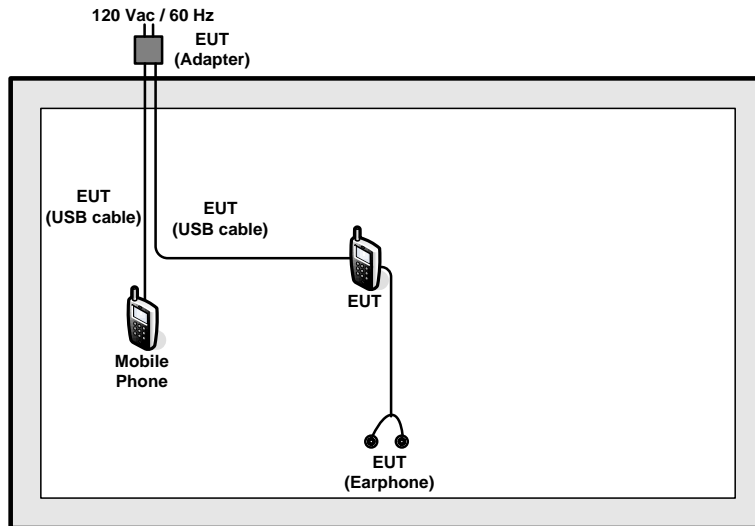 120 Vac / 60 Hz
EUT
(Adapter)
EUT
(USB cable)
EUT
(USB cable)
EUT
Mobile
Phone
EUT
(Earphone)